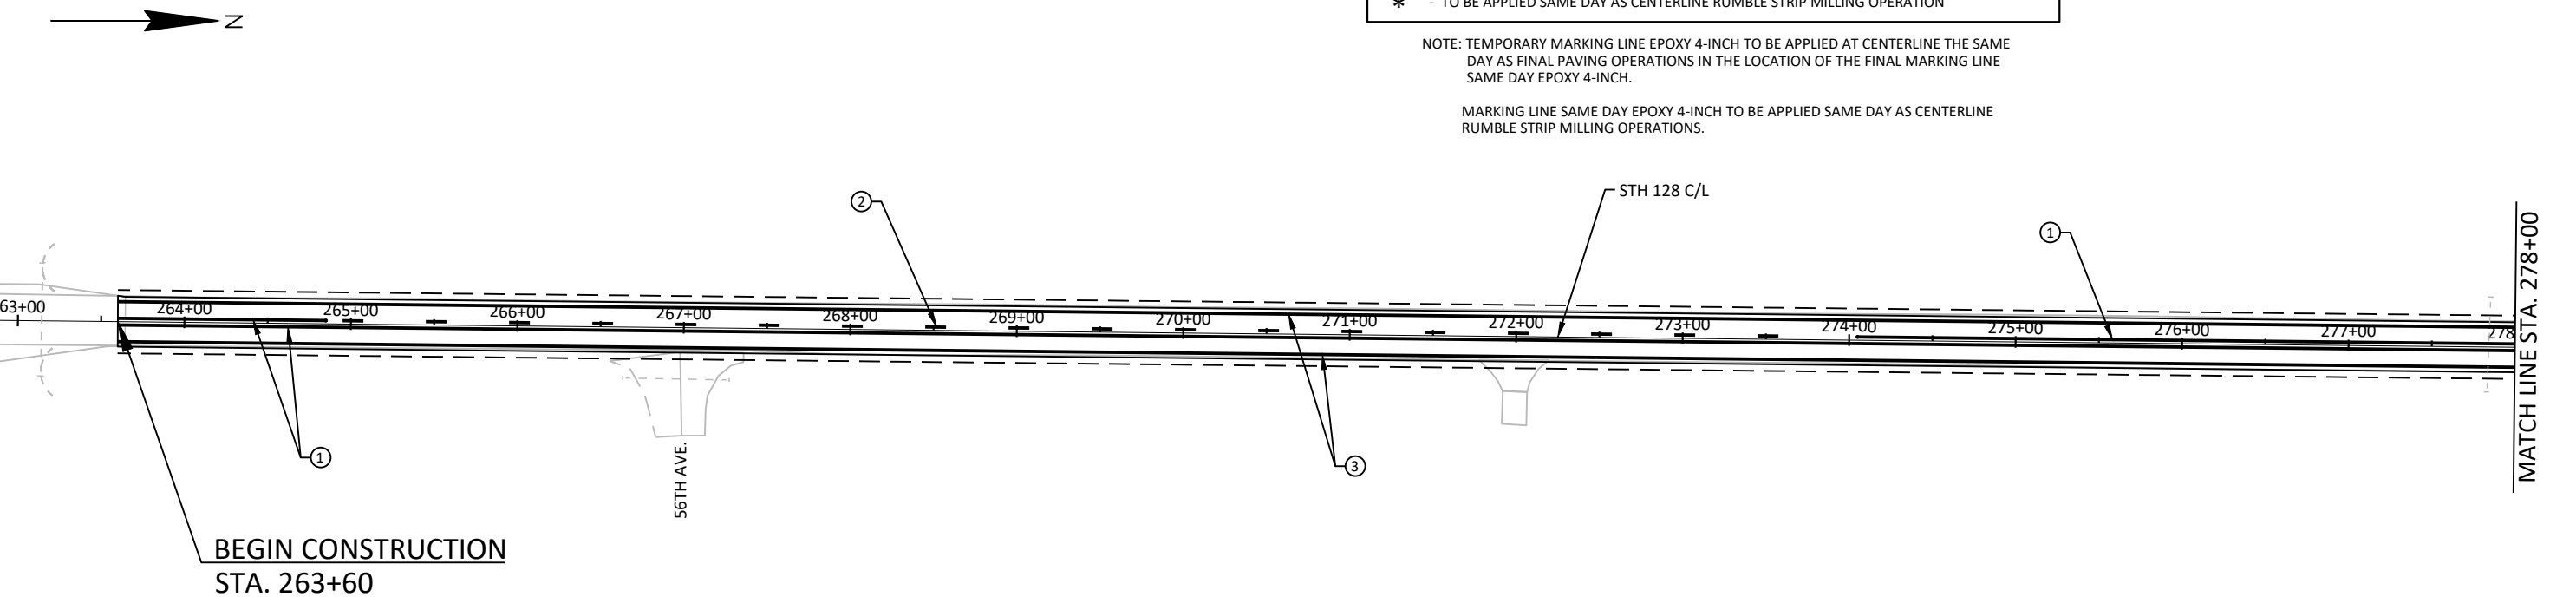 * - TO BE APPLIED SAME DAY AS CENTERLINE RUMBLE STRIP MILLING OPERATION
N
NOTE: TEMPORARY MARKING LINE EPOXY 4-INCH TO BE APPLIED AT CENTERLINE THE SAME
DAY AS FINAL PAVING OPERATIONS IN THE LOCATION OF THE FINAL MARKING LINE
SAME DAY EPOXY 4-INCH.
MARKING LINE SAME DAY EPOXY 4-INCH TO BE APPLIED SAME DAY AS CENTERLINE
RUMBLE STRIP MILLING OPERATIONS.
2
STH 128 C/L
1
63+00
264+00
265+00
266+00
267+00
268+00
269+00
270+00
271+00
272+00
273+00
274+00
275+00
276+00
277+00
278
MATCH LINE STA. 278+00
1
56TH AVE.
3
BEGIN CONSTRUCTION
STA. 263+60